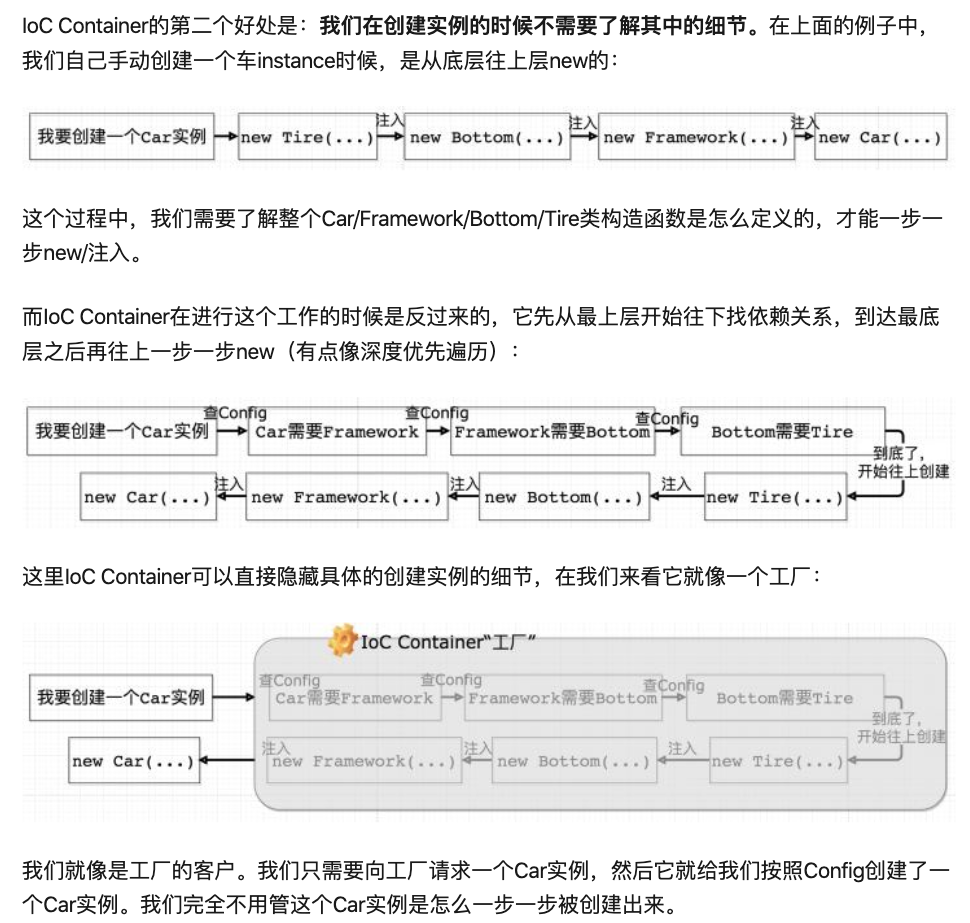 IoC Container的第二个好处是：我们在创建实例的时候不需要了解其中的细节。在上面的例子中，
我们自己手动创建一个车instance时候，是从底层往上层new的：
我要创建一个Car实例
new Tire(...)
注入
new Bottom(...)
注入
new Framework(...)
注入
new Car(...)
这个过程中，我们需要了解整个Car/Framework/Bottom/Tire类构造函数是怎么定义的，才能一步一
步new/注入。
而IoC Container在进行这个工作的时候是反过来的，它先从最上层开始往下找依赖关系，到达最底
层之后再往上一步一步new（有点像深度优先遍历）：
我要创建一个Car实例
查Config
Car需要Framework
查Config
Framework需要Bottom
查Config
Bottom需要Tire
到底了，
开始往上创建
new Tire(...)
注入
new Bottom(...)
注入
new Framework(...)
注入
new Car(...)
这里IoC Container可以直接隐藏具体的创建实例的细节，在我们来看它就像一个工厂：
IoC Container“工厂”
我要创建一个Car实例
查Config
Car需要Framework
查Config
Framework需要Bottom
查Config
Bottom需要Tire
到底了，
开始往上创建
new Tire(...)
注入
new Bottom(...)
注入
new Framework(...)
注入
new Car(...)
我们就像是工厂的客户。我们只需要向工厂请求一个Car实例，然后它就给我们按照Config创建了一
个Car实例。我们完全不用管这个Car实例是怎么一步一步被创建出来。